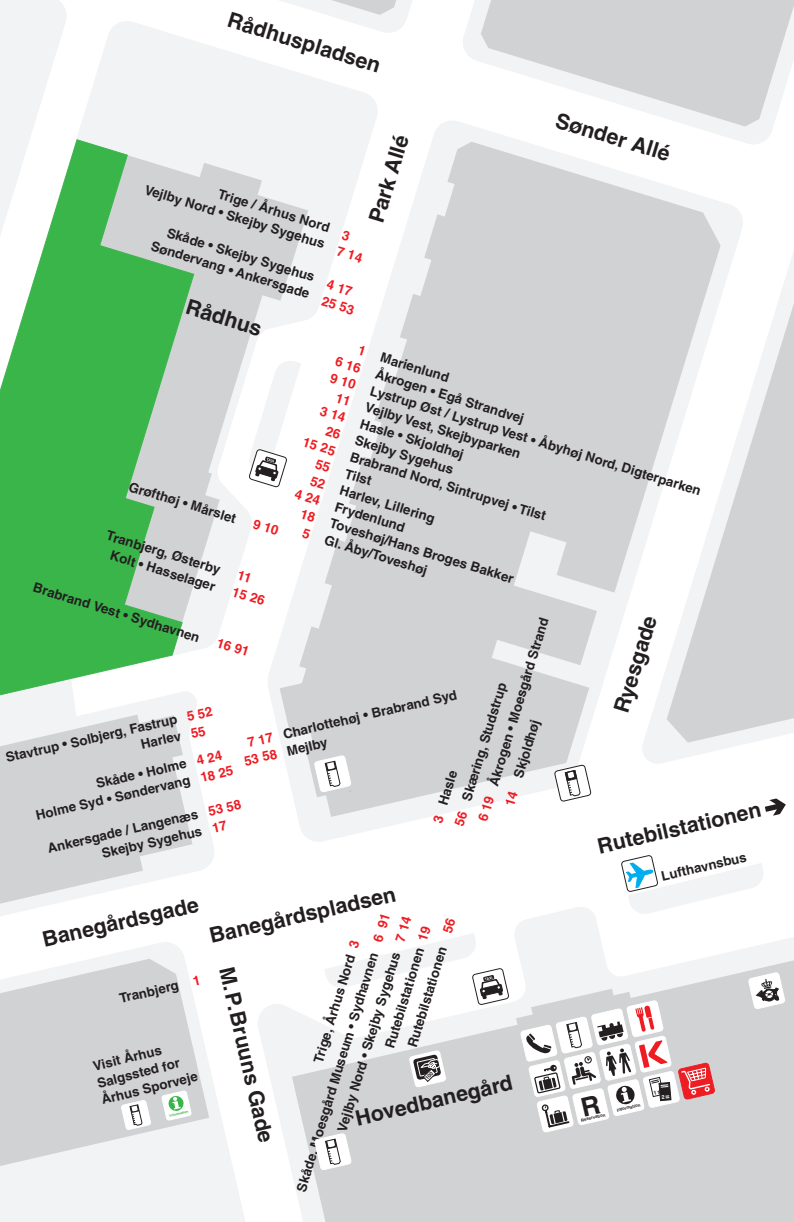 Rådhuspladsen
Sønder Allé
Park Allé
Trige / Århus Nord 3
Vejlby Nord • Skejby Sygehus 7 14
Skåde • Skejby Sygehus 4 17
Søndervang • Ankersgade 25 53
Rådhus
1 Marienlund
6 16 Åkrogen • Egå Strandvej
9 10 Lystrup Øst / Lystrup Vest • Åbyhøj Nord, Digterparken
11 Vejlby Vest, Skejbyparken
3 14 Hasle • Skjoldhøj
26 Skejby Sygehus
15 25 Brabrand Nord, Sintrupvej • Tilst
55 Tilst
52 Harlev, Lillering
4 24 Frydenlund
18 Toveshøj/Hans Broges Bakker
5 Gl. Åby/Toveshøj
TAXI
Grøfthøj • Mårslet 9 10
Tranbjerg, Østerby 11
Kolt • Hasselager 15 26
Brabrand Vest • Sydhavnen 16 91
Ryesgade
Stavtrup • Solbjerg, Fastrup 5 52
Harlev 55
Skåde • Holme 4 24
Holme Syd • Søndervang 18 25
Ankersgade / Langenæs 53 58
Skejby Sygehus 17
7 17 Charlottehøj • Brabrand Syd
53 58 Mejlby
3 Hasle
56 Skæring, Studstrup
6 19 Åkrogen • Moesgård Strand
14 Skjoldhøj
Rutebilstationen
Lufthavnsbus
Banegårdsgade
Banegårdspladsen
Tranbjerg 1
M.P.Bruuns Gade
Trige, Århus Nord 3
Skåde, Moesgård Museum • Sydhavnen 6 91
Vejlby Nord • Skejby Sygehus 7 14
Rutebilstationen 19
Rutebilstationen 56
TAXI
Visit Århus
Salgssted for
Århus Sporveje
Hovedbanegård
K
R